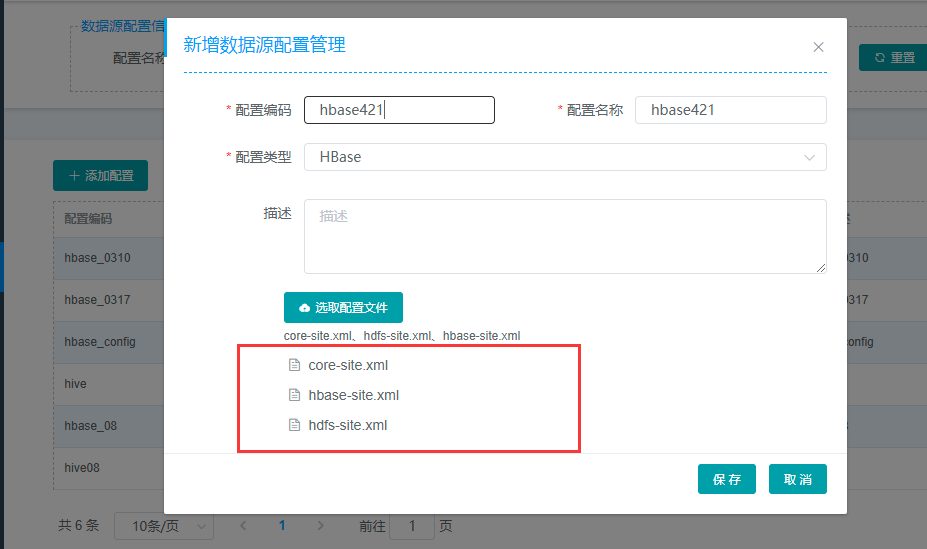 数据源配置信
新增数据源配置管理
配置名称
重置
* 配置编码 hbase421 * 配置名称 hbase421
* 配置类型 HBase
添加配置
配置编码
描述 描述
hbase_0310 0310
hbase_0317 0317
选取配置文件
core-site.xml、hdfs-site.xml、hbase-site.xml
hbase_config config
core-site.xml
hive
hbase-site.xml
hbase_08
hdfs-site.xml
hive08
保存 取消
共 6 条 10条/页 1 前往 1 页